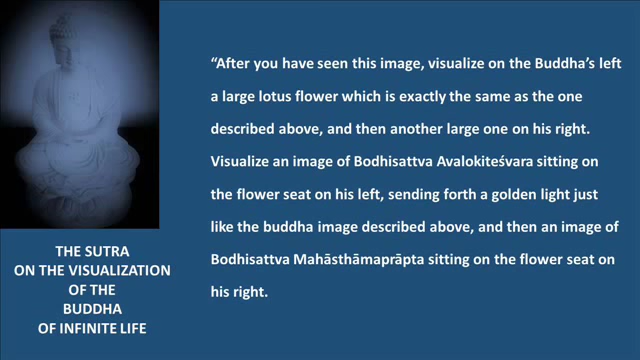 “After you have seen this image, visualize on the Buddha’s left
a large lotus flower which is exactly the same as the one
described above, and then another large one on his right.
Visualize an image of Bodhisattva Avalokiteśvara sitting on
the flower seat on his left, sending forth a golden light just
like the buddha image described above, and then an image of
Bodhisattva Mahāsthāmaprāpta sitting on the flower seat on
his right.
THE SUTRA
ON THE VISUALIZATION
OF THE
BUDDHA
OF INFINITE LIFE